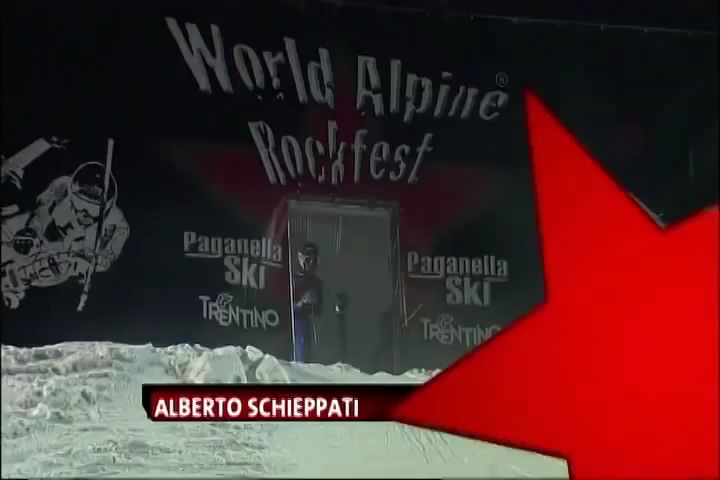 World Alpine®
Rockfest
Paganella
Ski
TRENTINO
Paganella
Ski
TRENTINO
ALBERTO SCHIEPPATI